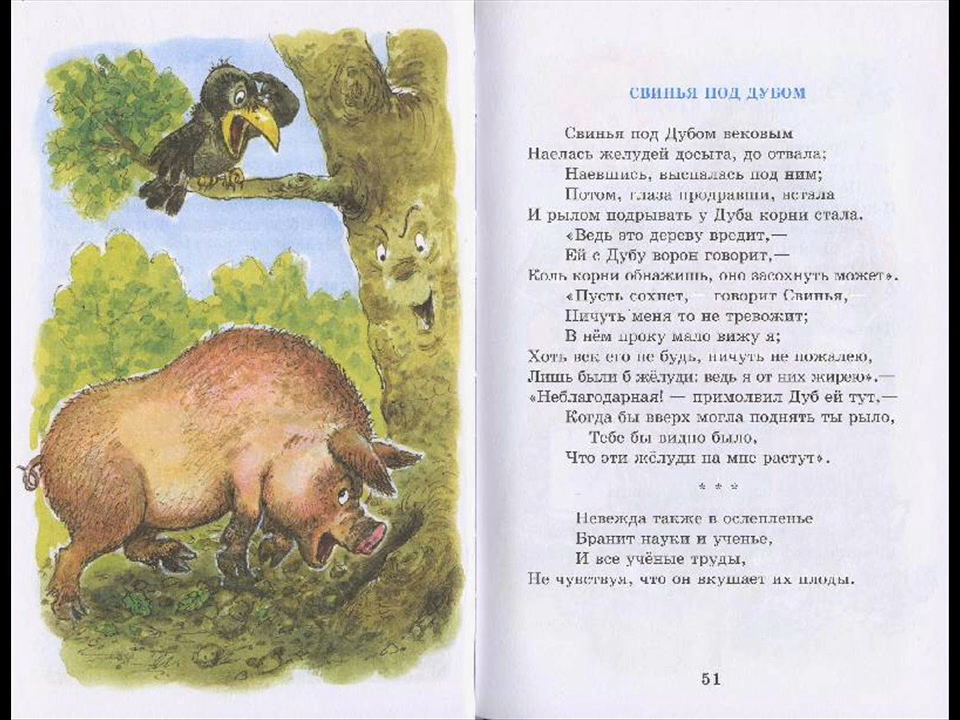 СВИНЬЯ ПОД ДУБОМ
Свинья под Дубом вековым
Наелась желудей досыта, до отвала;
Наевшись, выспалась под ним;
Потом, глаза продравши, встала
И рылом подрывать у Дуба корни стала.
«Ведь это дереву вредит,—
Ей с Дубу ворон говорит,—
Коль корни обнажишь, оно засохнуть может».
«Пусть сохнет,— говорит Свинья,—
Ничуть меня то не тревожит;
В нём проку мало вижу я;
Хоть век его не будь, ничуть не пожалею,
Лишь были б жёлуди: ведь я от них жирею».—
«Неблагодарная! — примолвил Дуб ей тут,—
Когда бы вверх могла поднять ты рыло,
Тебе бы видно было,
Что эти жёлуди на мне растут».
* * *
Невежда также в ослепленье
Бранит науки и ученье,
И все учёные труды,
Не чувствуя, что он вкушает их плоды.
51